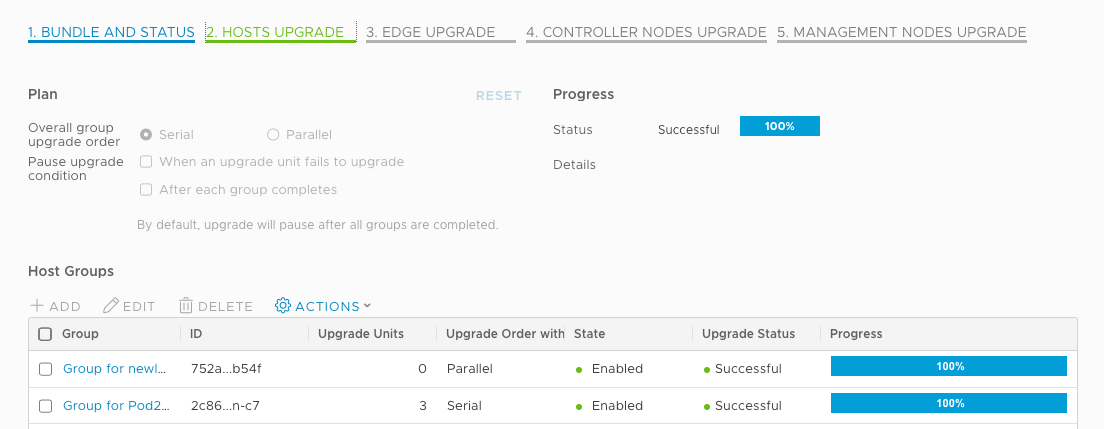 1. BUNDLE AND STATUS 2. HOSTS UPGRADE 3. EDGE UPGRADE 4. CONTROLLER NODES UPGRADE 5. MANAGEMENT NODES UPGRADE
Plan RESET
Overall group upgrade order Serial Parallel
Pause upgrade condition When an upgrade unit fails to upgrade
After each group completes
By default, upgrade will pause after all groups are completed.
Progress
Status Successful 100%
Details
Host Groups
ADD EDIT DELETE ACTIONS
Group ID Upgrade Units Upgrade Order with State Upgrade Status Progress
Group for newl... 752a...b54f 0 Parallel Enabled Successful 100%
Group for Pod2... 2c86...n-c7 3 Serial Enabled Successful 100%